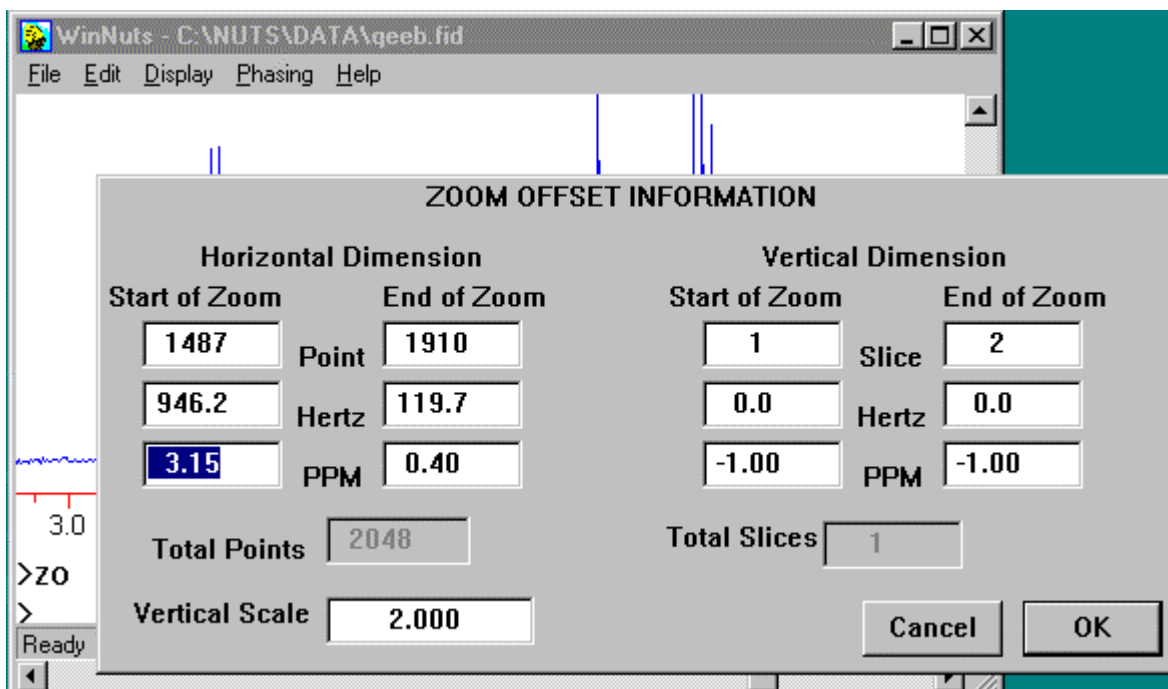 WinNuts - C:\NUTS\DATA\qeeb.fid
File Edit Display Phasing Help
ZOOM OFFSET INFORMATION
Horizontal Dimension Vertical Dimension
Start of Zoom End of Zoom Start of Zoom End of Zoom
1487 Point 1910 1 Slice 2
946.2 Hertz 119.7 0.0 Hertz 0.0
3.15 PPM 0.40 -1.00 PPM -1.00
3.0
Total Points 2048 Total Slices 1
>zo
Vertical Scale 2.000 Cancel OK
>
Ready